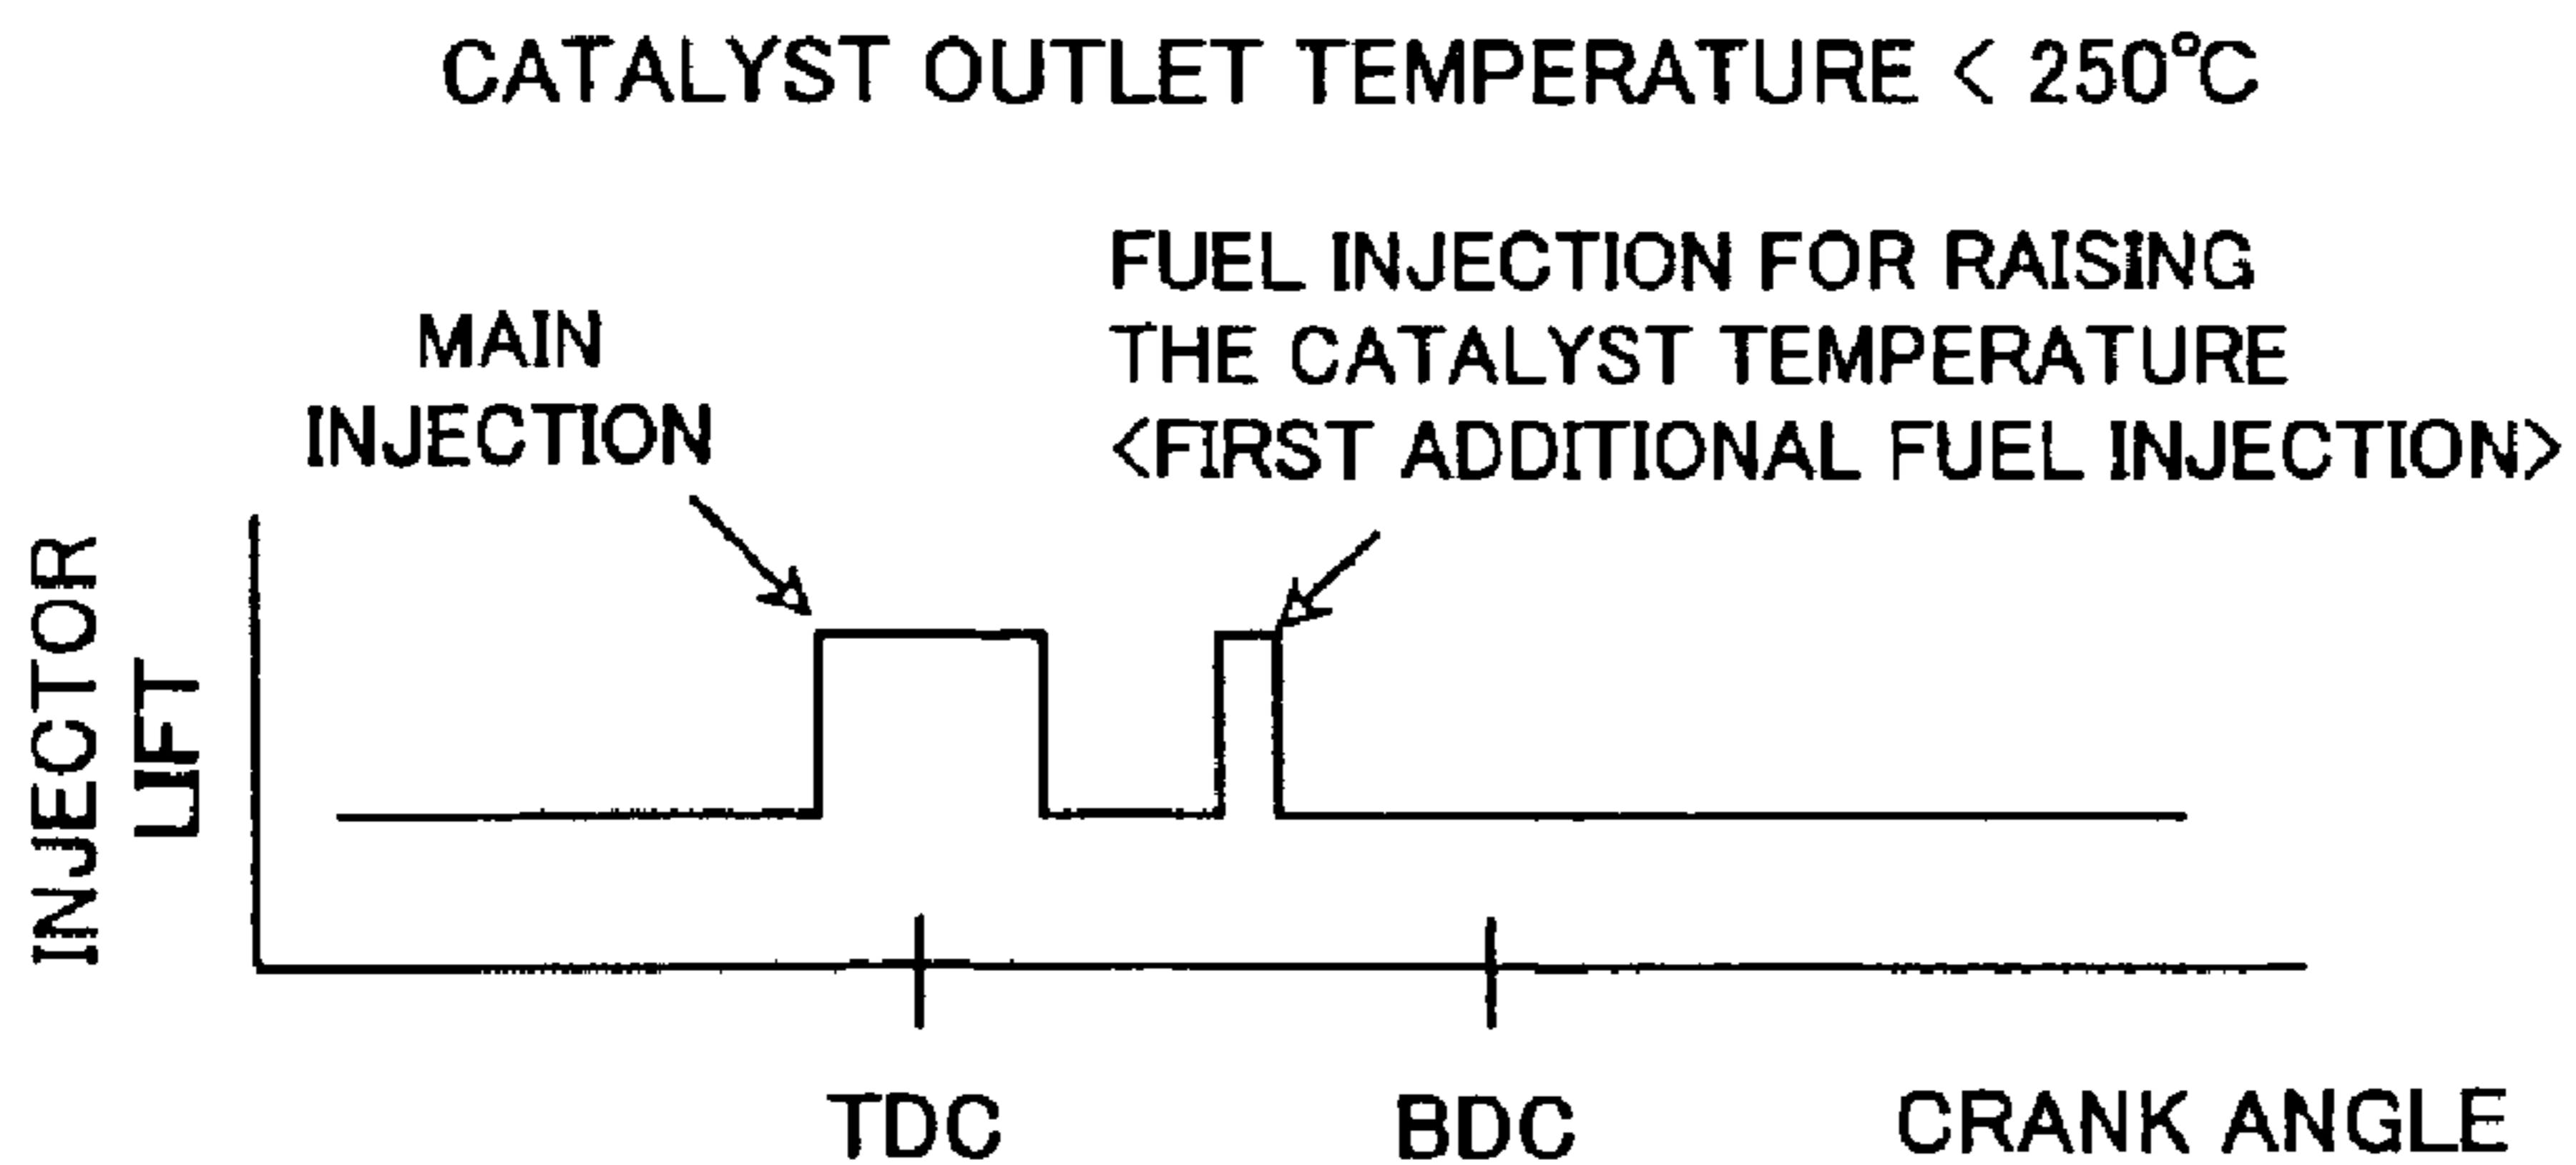 CATALYST OUTLET TEMPERATURE < 250℃
MAIN
INJECTION
FUEL INJECTION FOR RAISING
THE CATALYST TEMPERATURE
<FIRST ADDITIONAL FUEL INJECTION>
INJECTOR
LIFT
TDC
BDC
CRANK ANGLE